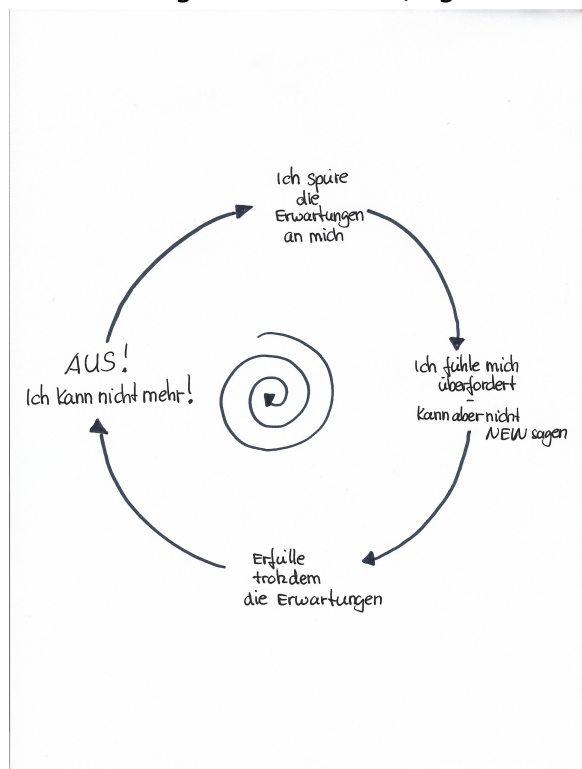 Ich spüre
die
Erwartungen
an mich
Ich fühle mich
überfordert
–
kann aber nicht
NEIN sagen
Erfülle
trotzdem
die Erwartungen
AUS!
Ich kann nicht mehr!